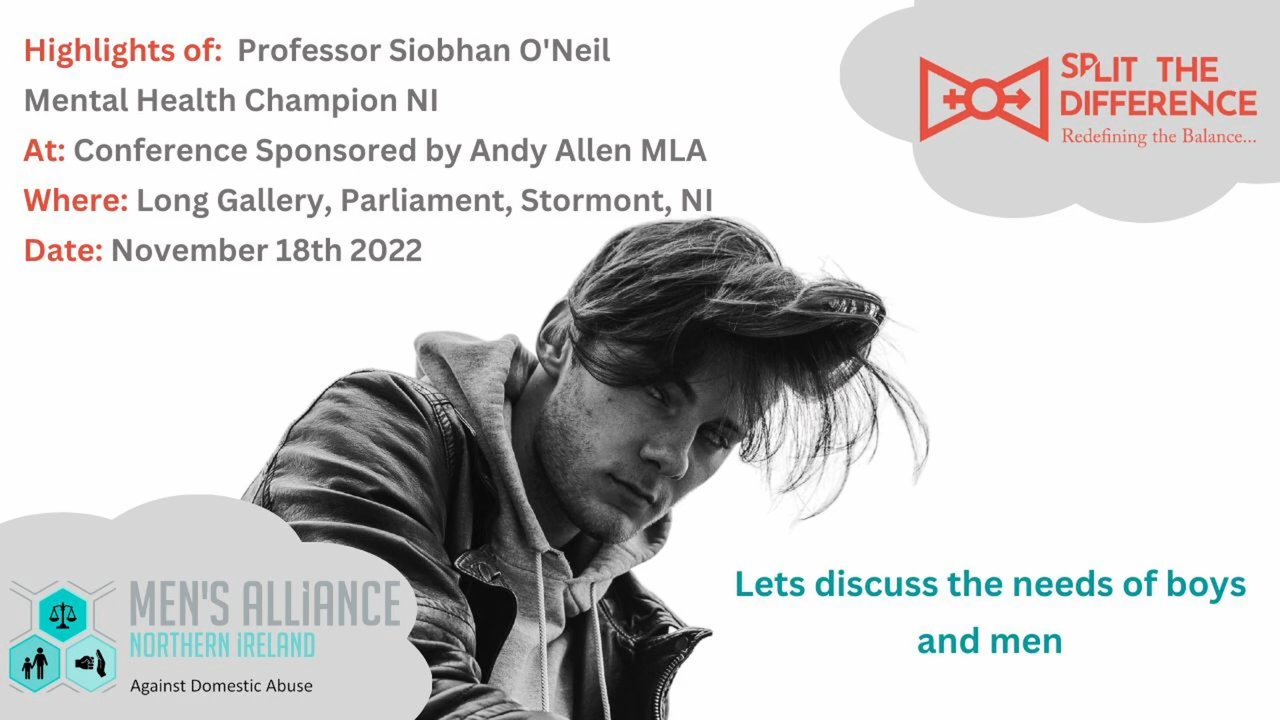 Highlights of: Professor Siobhan O'Neil
Mental Health Champion NI
At: Conference Sponsored by Andy Allen MLA
Where: Long Gallery, Parliament, Stormont, NI
Date: November 18th 2022
SPLIT THE
DIFFERENCE
Redefining the Balance...
Lets discuss the needs of boys
and men
MEN'S ALLiANCE
NORTHERN iRELAND
Against Domestic Abuse